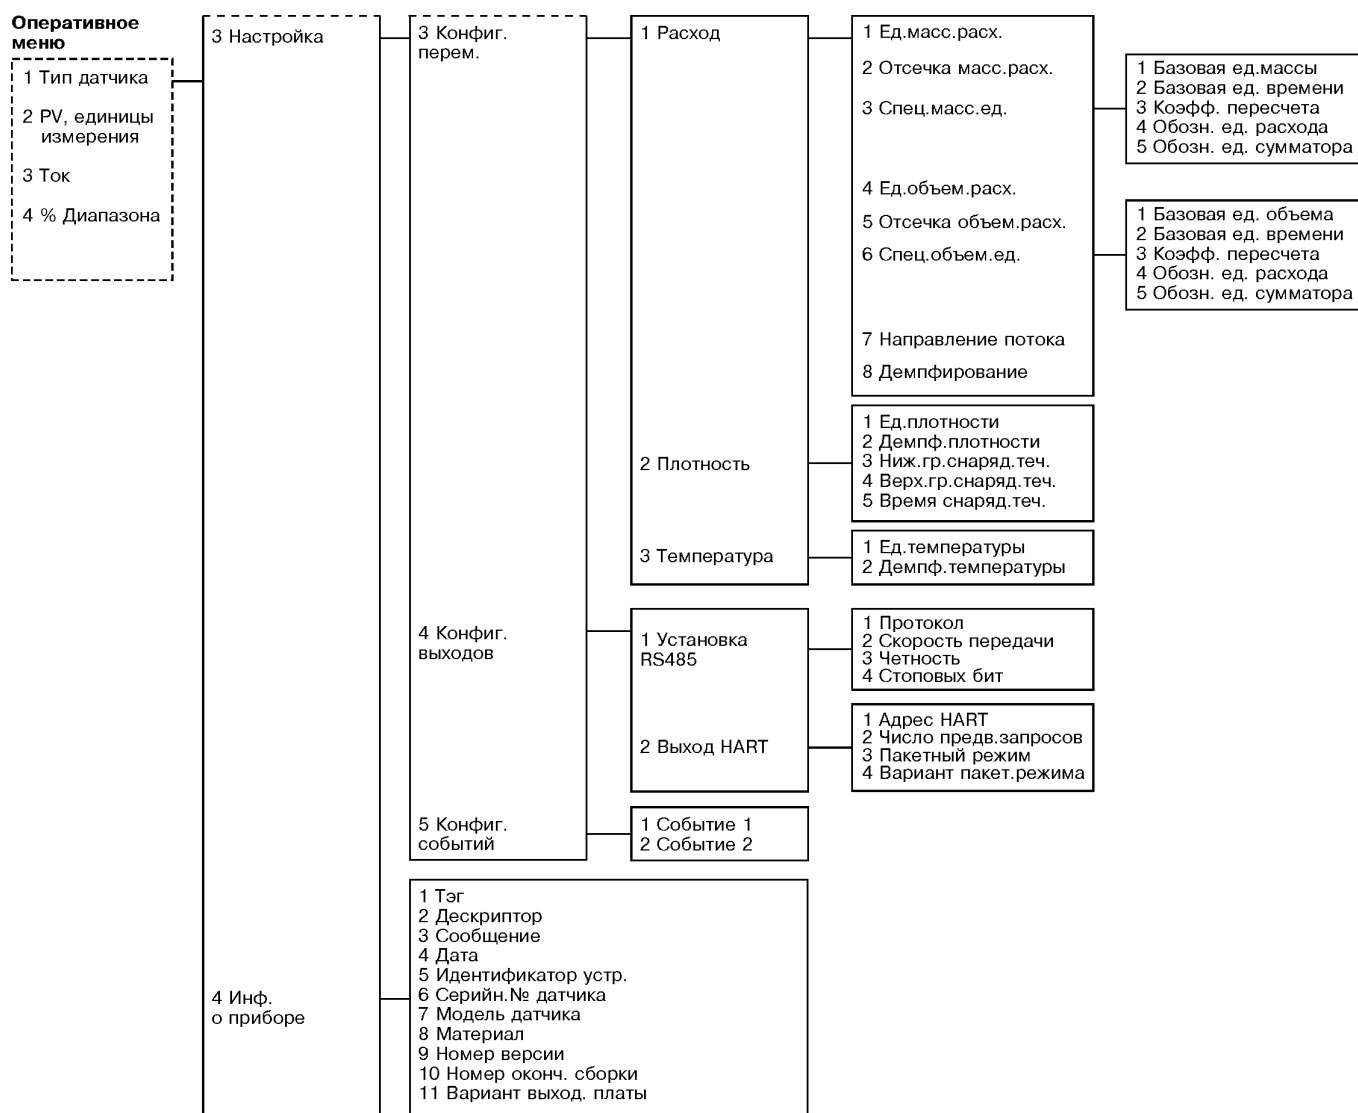 Оперативное
меню
1 Тип датчика
2 PV, единицы
измерения
3 Ток
4 % Диапазона
3 Настройка
4 Инф.
о приборе
3 Конфиг.
перем.
4 Конфиг.
выходов
5 Конфиг.
событий
1 Расход
2 Плотность
3 Температура
1 Ед.масс.расх.
2 Отсечка масс.расх.
3 Спец.масс.ед.
4 Ед.объем.расх.
5 Отсечка объем.расх.
6 Спец.объем.ед.
7 Направление потока
8 Демпфирование
1 Базовая ед.массы
2 Базовая ед. времени
3 Коэфф. пересчета
4 Обозн. ед. расхода
5 Обозн. ед. сумматора
1 Базовая ед. объема
2 Базовая ед. времени
3 Коэфф. пересчета
4 Обозн. ед. расхода
5 Обозн. ед. сумматора
1 Ед.плотности
2 Демпф.плотности
3 Ниж.гр.снаряд.теч.
4 Верх.гр.снаряд.теч.
5 Время снаряд.теч.
1 Ед.температуры
2 Демпф.температуры
1 Установка
RS485
2 Выход HART
1 Протокол
2 Скорость передачи
3 Четность
4 Стоповых бит
1 Адрес HART
2 Число предв.запросов
3 Пакетный режим
4 Вариант пакет.режима
1 Событие 1
2 Событие 2
1 Тэг
2 Дескриптор
3 Сообщение
4 Дата
5 Идентификатор устр.
6 Серийн.№ датчика
7 Модель датчика
8 Материал
9 Номер версии
10 Номер оконч. сборки
11 Вариант выход. платы